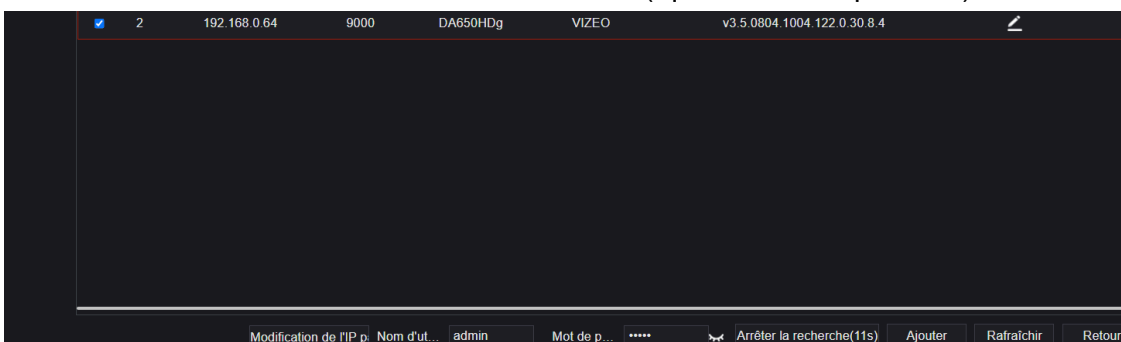 2 192.168.0.64 9000 DA650HDg VIZEO v3.5.0804.1004.122.0.30.8.4
Modification de l'IP p Nom d'ut... admin Mot de p... ••••• Arrêter la recherche(11s) Ajouter Rafraîchir Retour